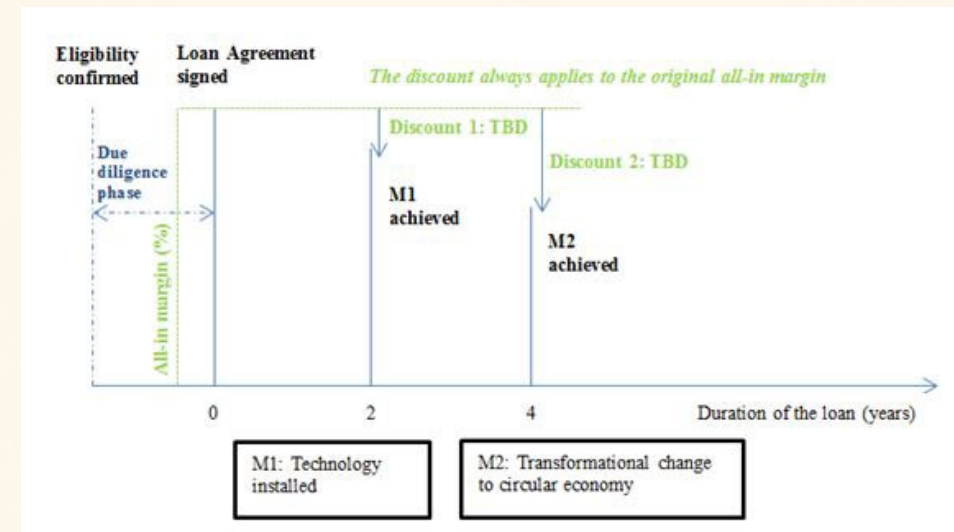 Eligibility
confirmed
Loan Agreement
signed
The discount always applies to the original all-in margin
Due
diligence
phase
Discount 1: TBD
Discount 2: TBD
M1
achieved
M2
achieved
All-in margin (%)
0
2
4
Duration of the loan (years)
M1: Technology
installed
M2: Transformational change
to circular economy